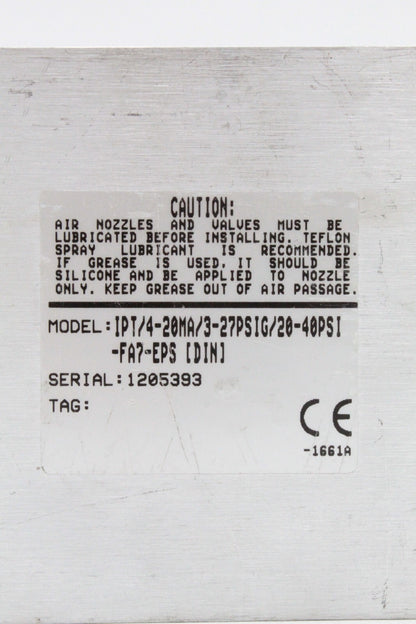 CAUTION:
AIR NOZZLES AND VALVES MUST BE
LUBRICATED BEFORE INSTALLING. TEFLON
SPRAY LUBRICANT IS RECOMMENDED.
IF GREASE IS USED, IT SHOULD BE
SILICONE AND BE APPLIED TO NOZZLE
ONLY. KEEP GREASE OUT OF AIR PASSAGE.
MODEL:IPT/4-20MA/3-27PSIG/20-40PSI
-FA7-EPS [DIN]
SERIAL:1205393
TAG:
CE
-1661A